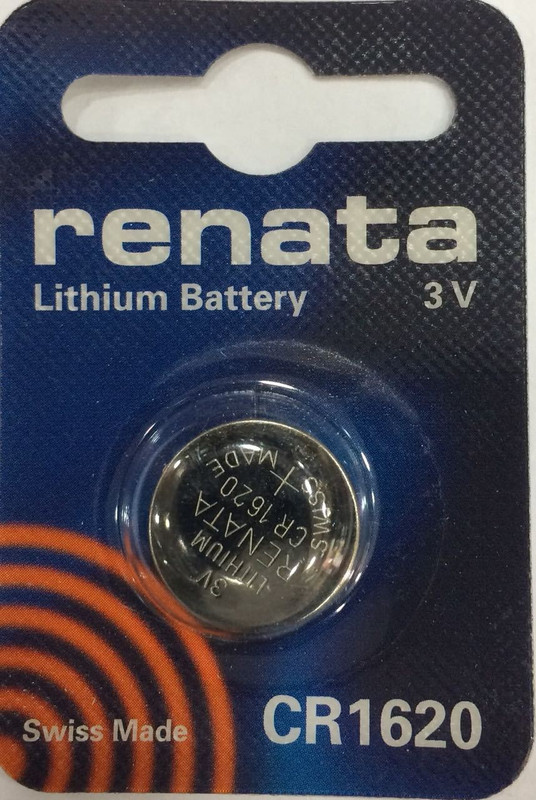 renata
Lithium Battery 3 V
SWISS MADE
+
CR 1620
RENATA
LITHIUM
3V
Swiss Made CR1620